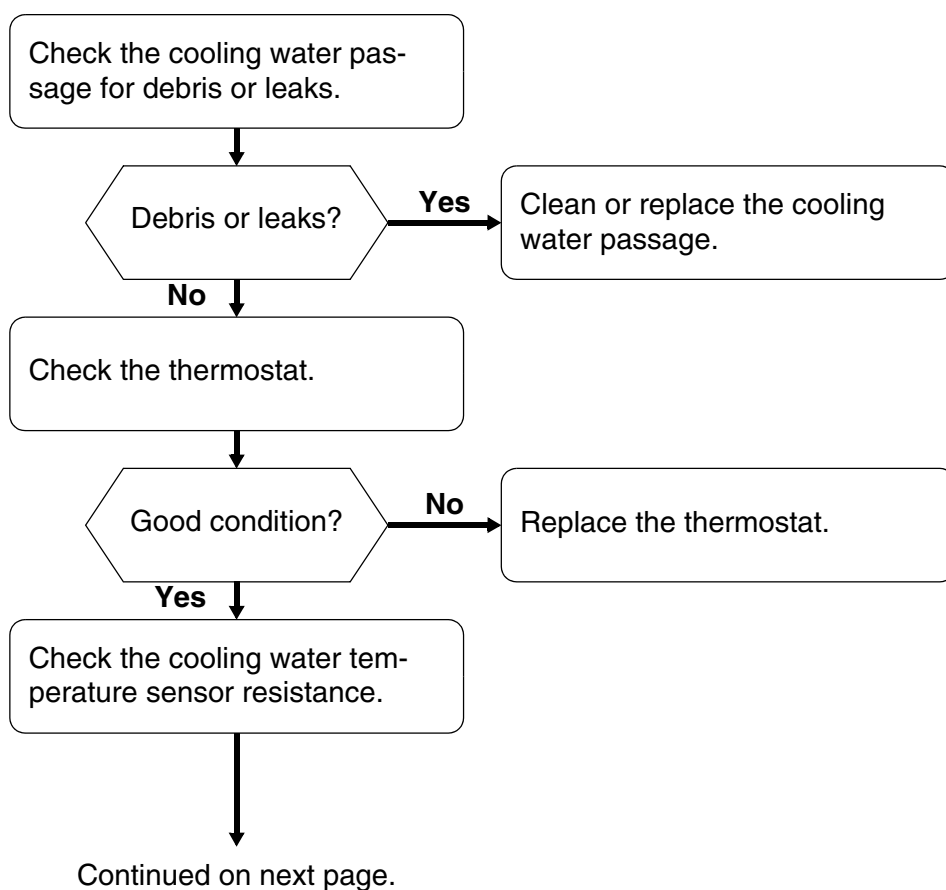 Check the cooling water pas-
sage for debris or leaks.
Debris or leaks?
Yes
Clean or replace the cooling
water passage.
No
Check the thermostat.
Good condition?
No
Replace the thermostat.
Yes
Check the cooling water tem-
perature sensor resistance.
Continued on next page.